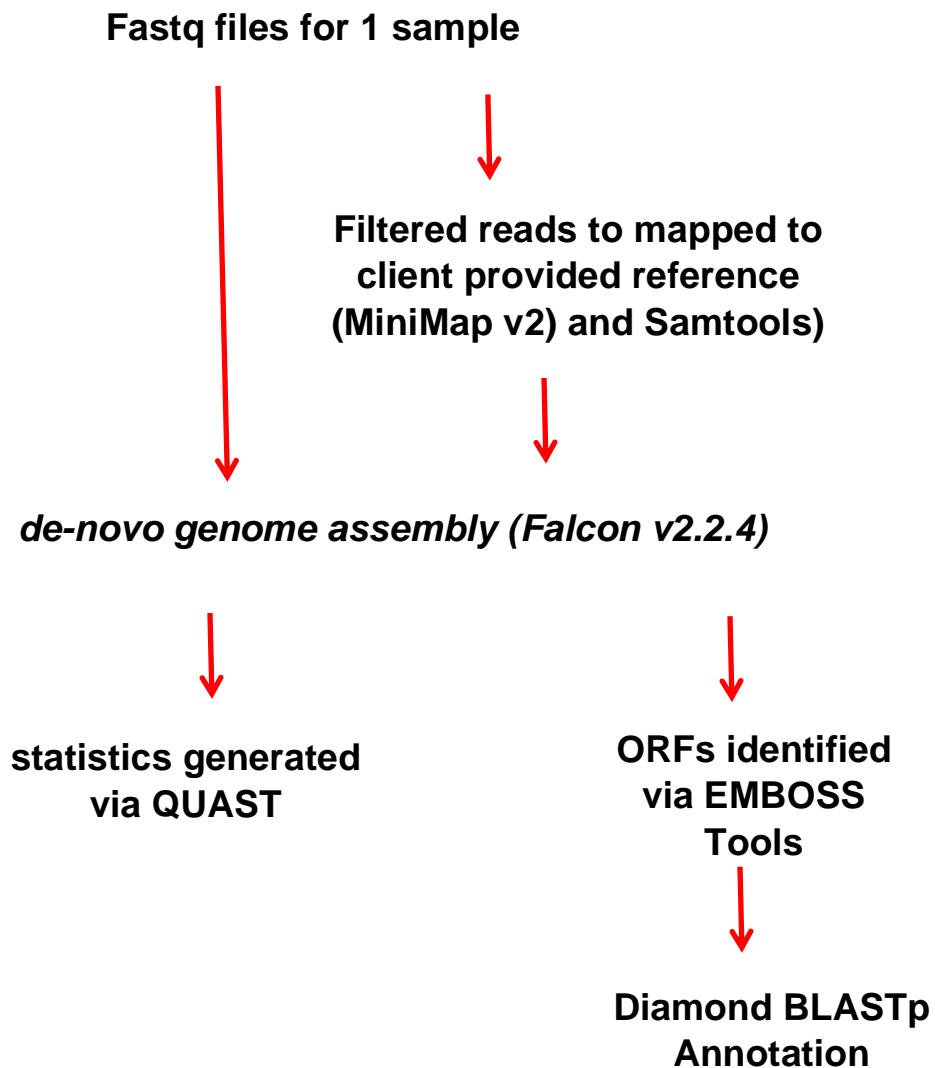 Fastq files for 1 sample
Filtered reads to mapped to
client provided reference
(MiniMap v2) and Samtools)
de-novo genome assembly (Falcon v2.2.4)
statistics generated
via QUAST
ORFs identified
via EMBOSS
Tools
Diamond BLASTp
Annotation